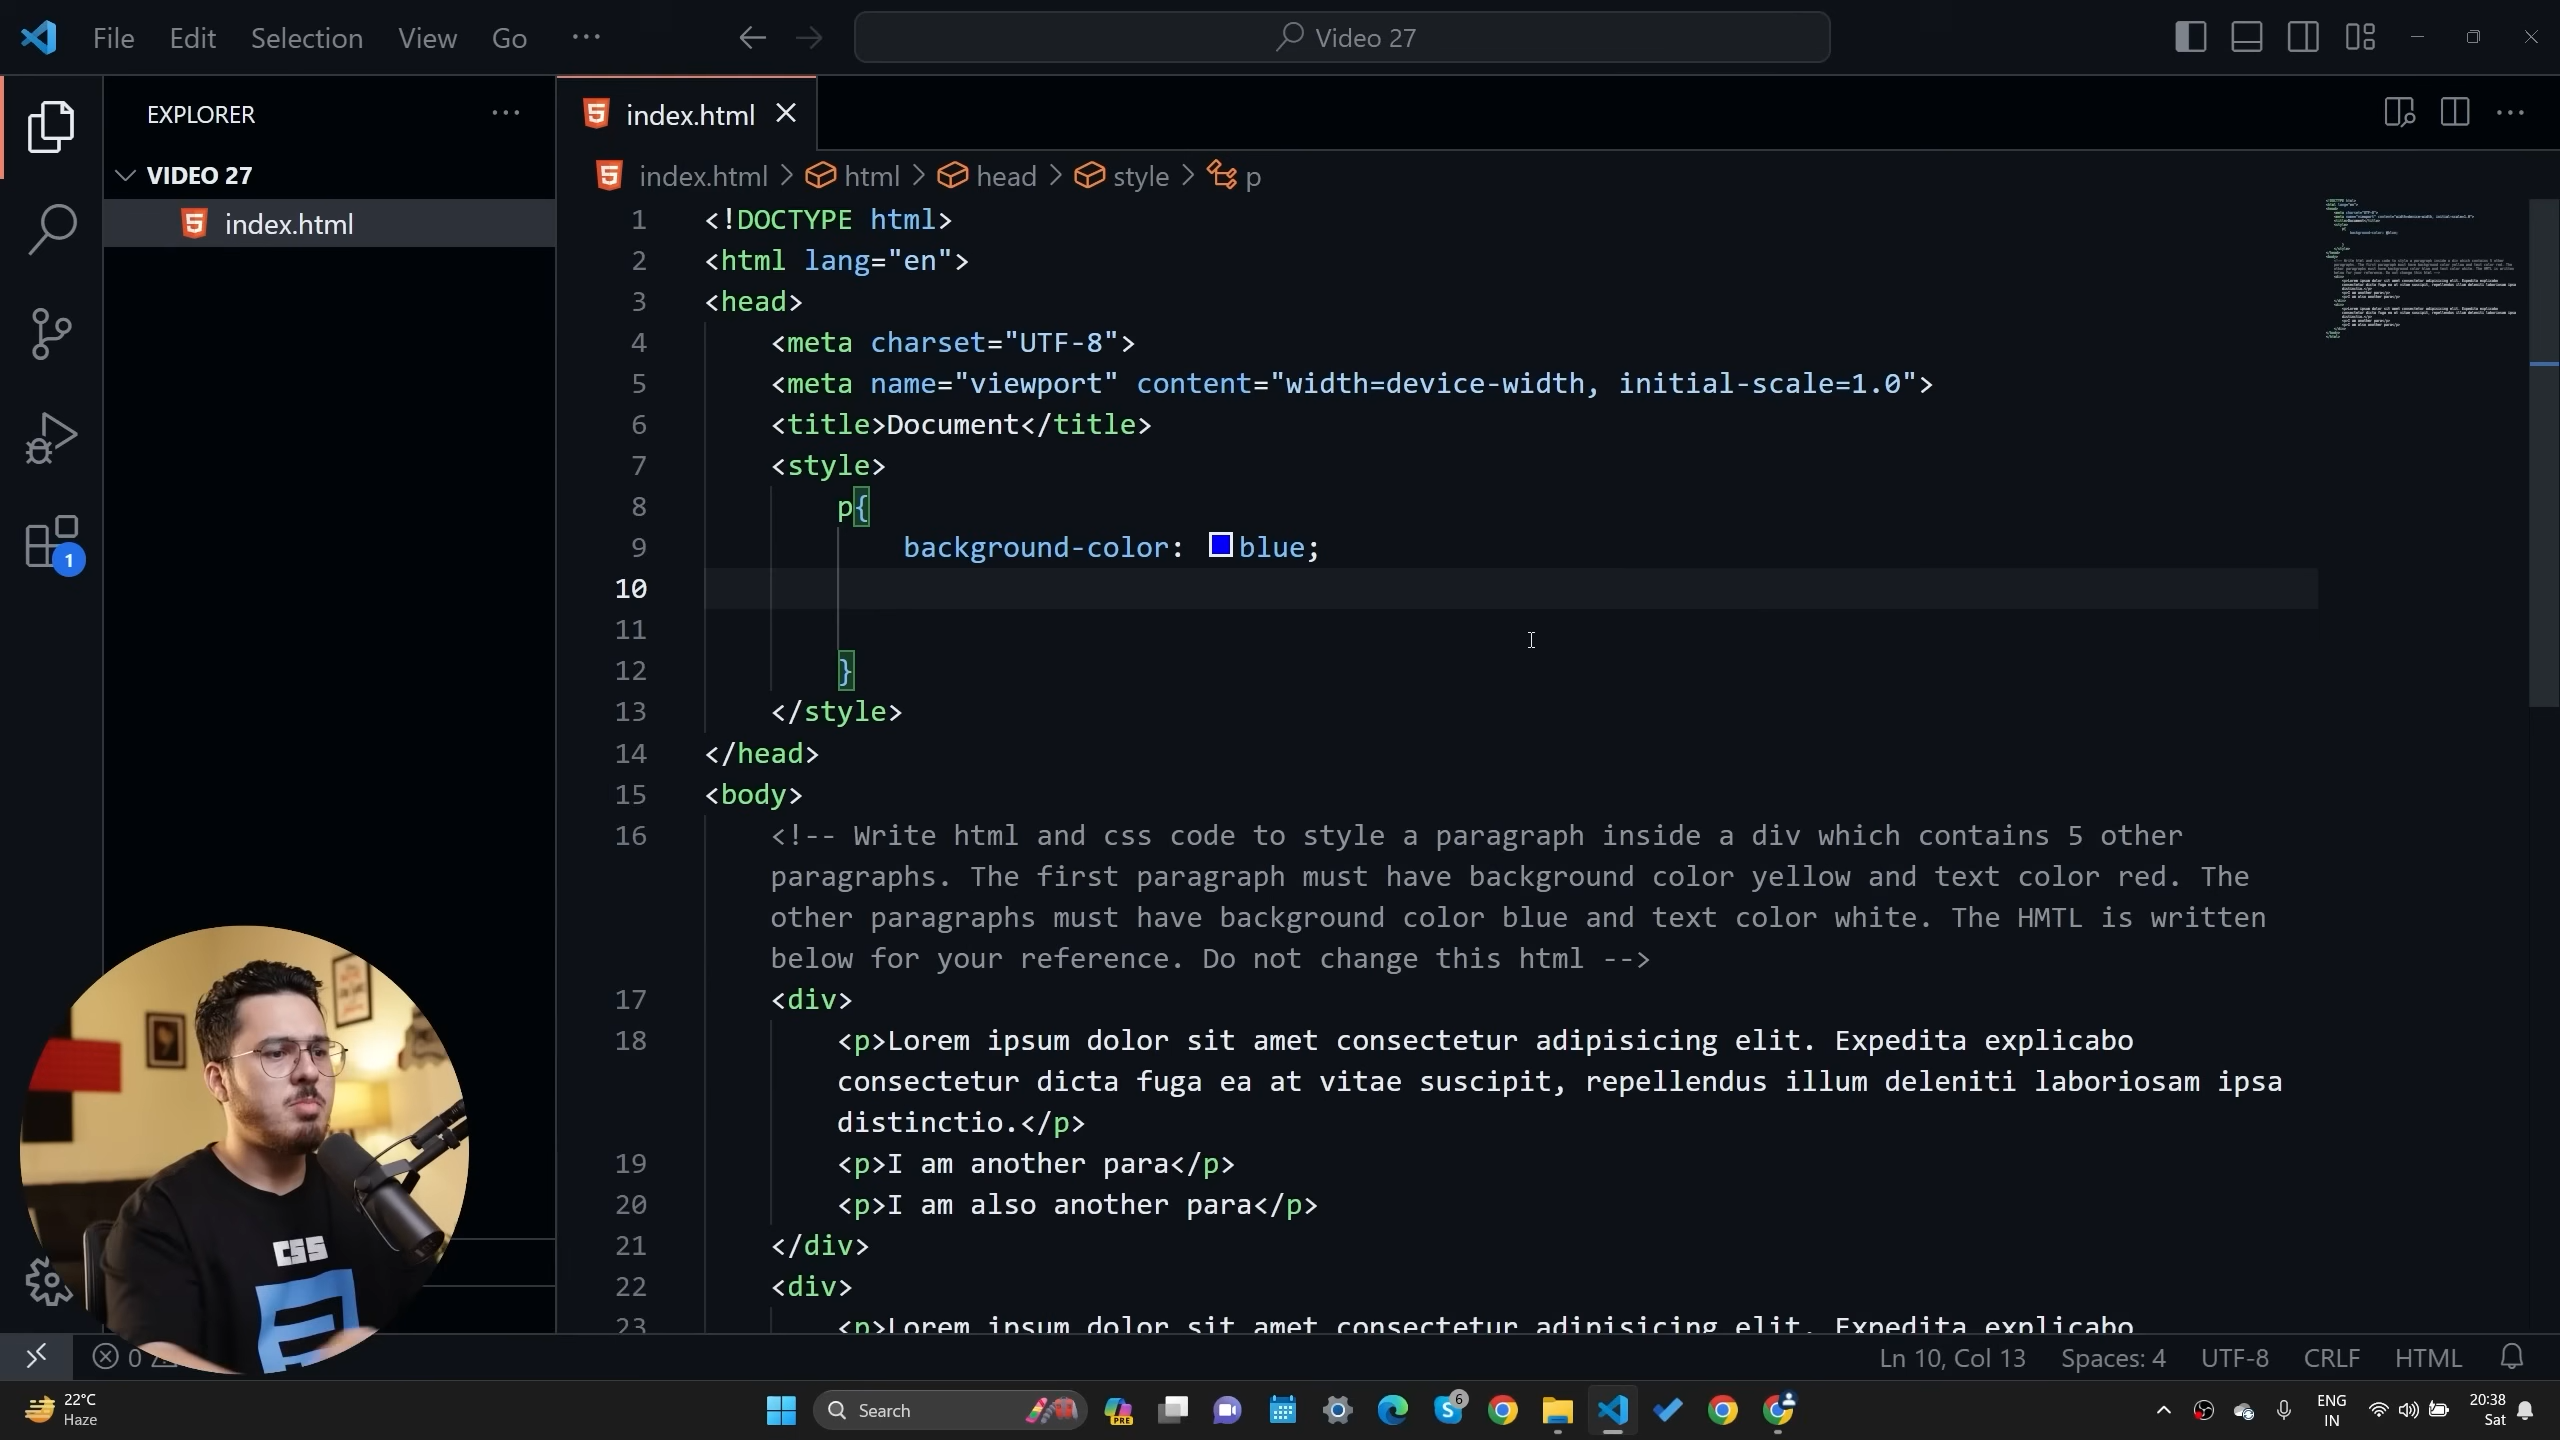 File Edit Selection View Go ··· Video 27
EXPLORER ···
VIDEO 27
index.html
1
index.html
index.html > html > head > style > p
1 <!DOCTYPE html>
2 <html lang="en">
3 <head>
4 <meta charset="UTF-8">
5 <meta name="viewport" content="width=device-width, initial-scale=1.0">
6 <title>Document</title>
7 <style>
8 p{
9 background-color: blue;
10
11
12 }
13 </style>
14 </head>
15 <body>
16 <!-- Write html and css code to style a paragraph inside a div which contains 5 other
paragraphs. The first paragraph must have background color yellow and text color red. The
other paragraphs must have background color blue and text color white. The HMTL is written
below for your reference. Do not change this html -->
17 <div>
18 <p>Lorem ipsum dolor sit amet consectetur adipisicing elit. Expedita explicabo
consectetur dicta fuga ea at vitae suscipit, repellendus illum deleniti laboriosam ipsa
distinctio.</p>
19 <p>I am another para</p>
20 <p>I am also another para</p>
21 </div>
22 <div>
23 <p>Lorem ipsum dolor sit amet consectetur adipisicing elit. Expedita explicabo
CSS
0 Ln 10, Col 13 Spaces: 4 UTF-8 CRLF HTML
22°C
Haze
Search
PRE
6
ENG
IN
20:38
Sat